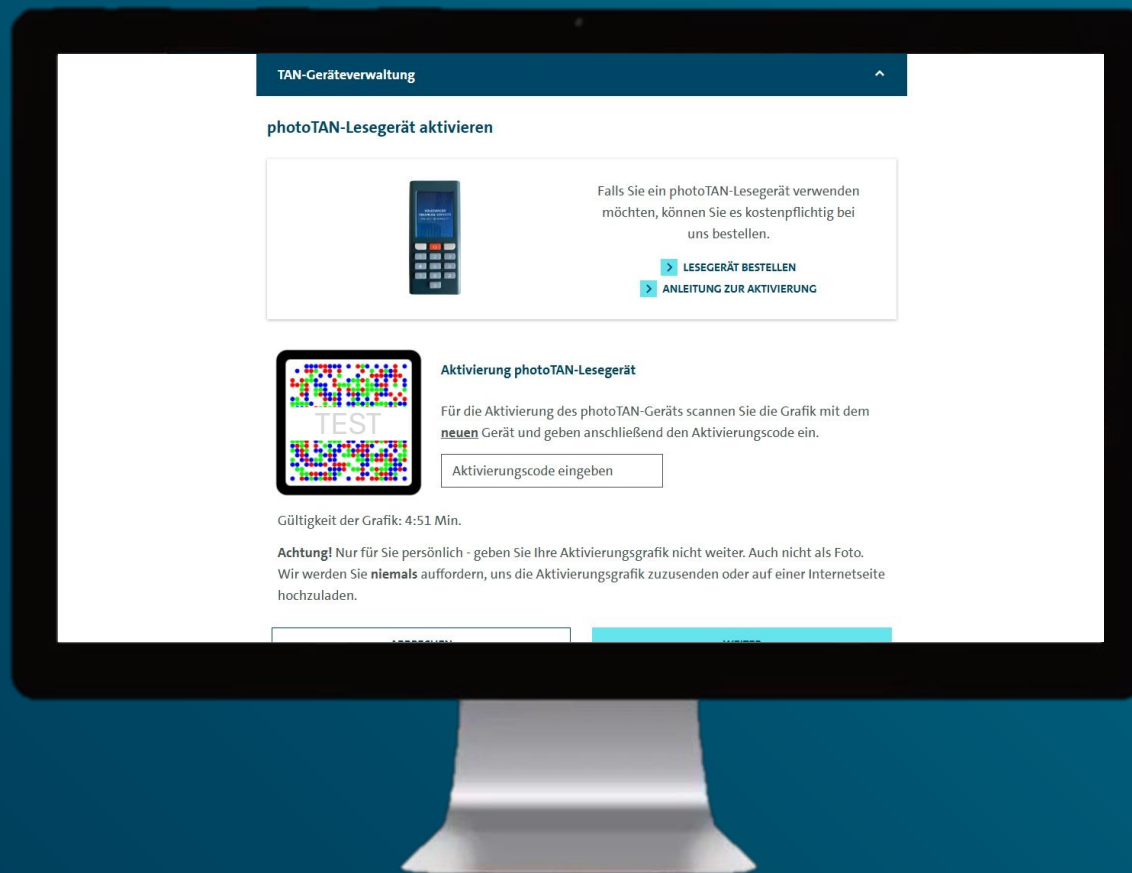 TAN-Geräteverwaltung
photoTAN-Lesegerät aktivieren
Falls Sie ein photoTAN-Lesegerät verwenden
möchten, können Sie es kostenpflichtig bei
uns bestellen.
LESEGERÄT BESTELLEN
ANLEITUNG ZUR AKTIVIERUNG
TEST
Aktivierung photoTAN-Lesegerät
Für die Aktivierung des photoTAN-Geräts scannen Sie die Grafik mit dem
neuen Gerät und geben anschließend den Aktivierungscode ein.
Aktivierungscode eingeben
Gültigkeit der Grafik: 4:51 Min.
Achtung! Nur für Sie persönlich - geben Sie Ihre Aktivierungsgrafik nicht weiter. Auch nicht als Foto.
Wir werden Sie niemals auffordern, uns die Aktivierungsgrafik zuzusenden oder auf einer Internetseite
hochzuladen.